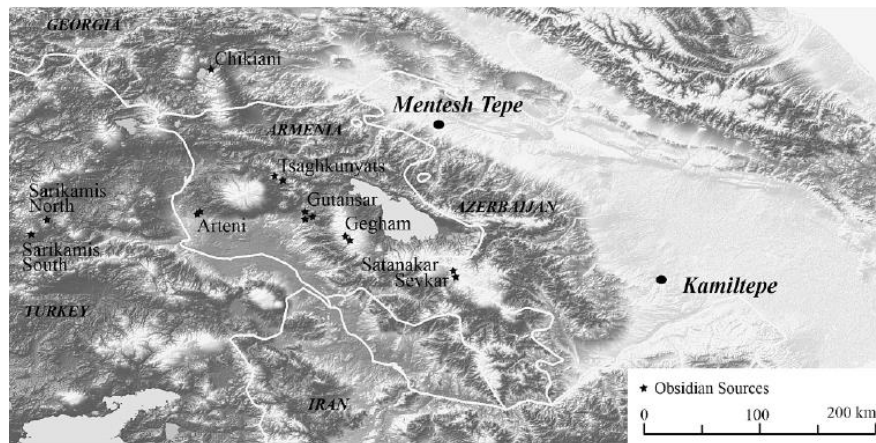 GEORGIA
Chikiani
Mentesh Tepe
ARMENIA
Tsaghkunyats
Sarikamis
North
Gutansar
AZERBAIJAN
Arteni
Gegham
Sarikamis
South
Satanakar
Sevkar
Kamiltepe
TURKEY
IRAN
Obsidian Sources
0 100 200 km